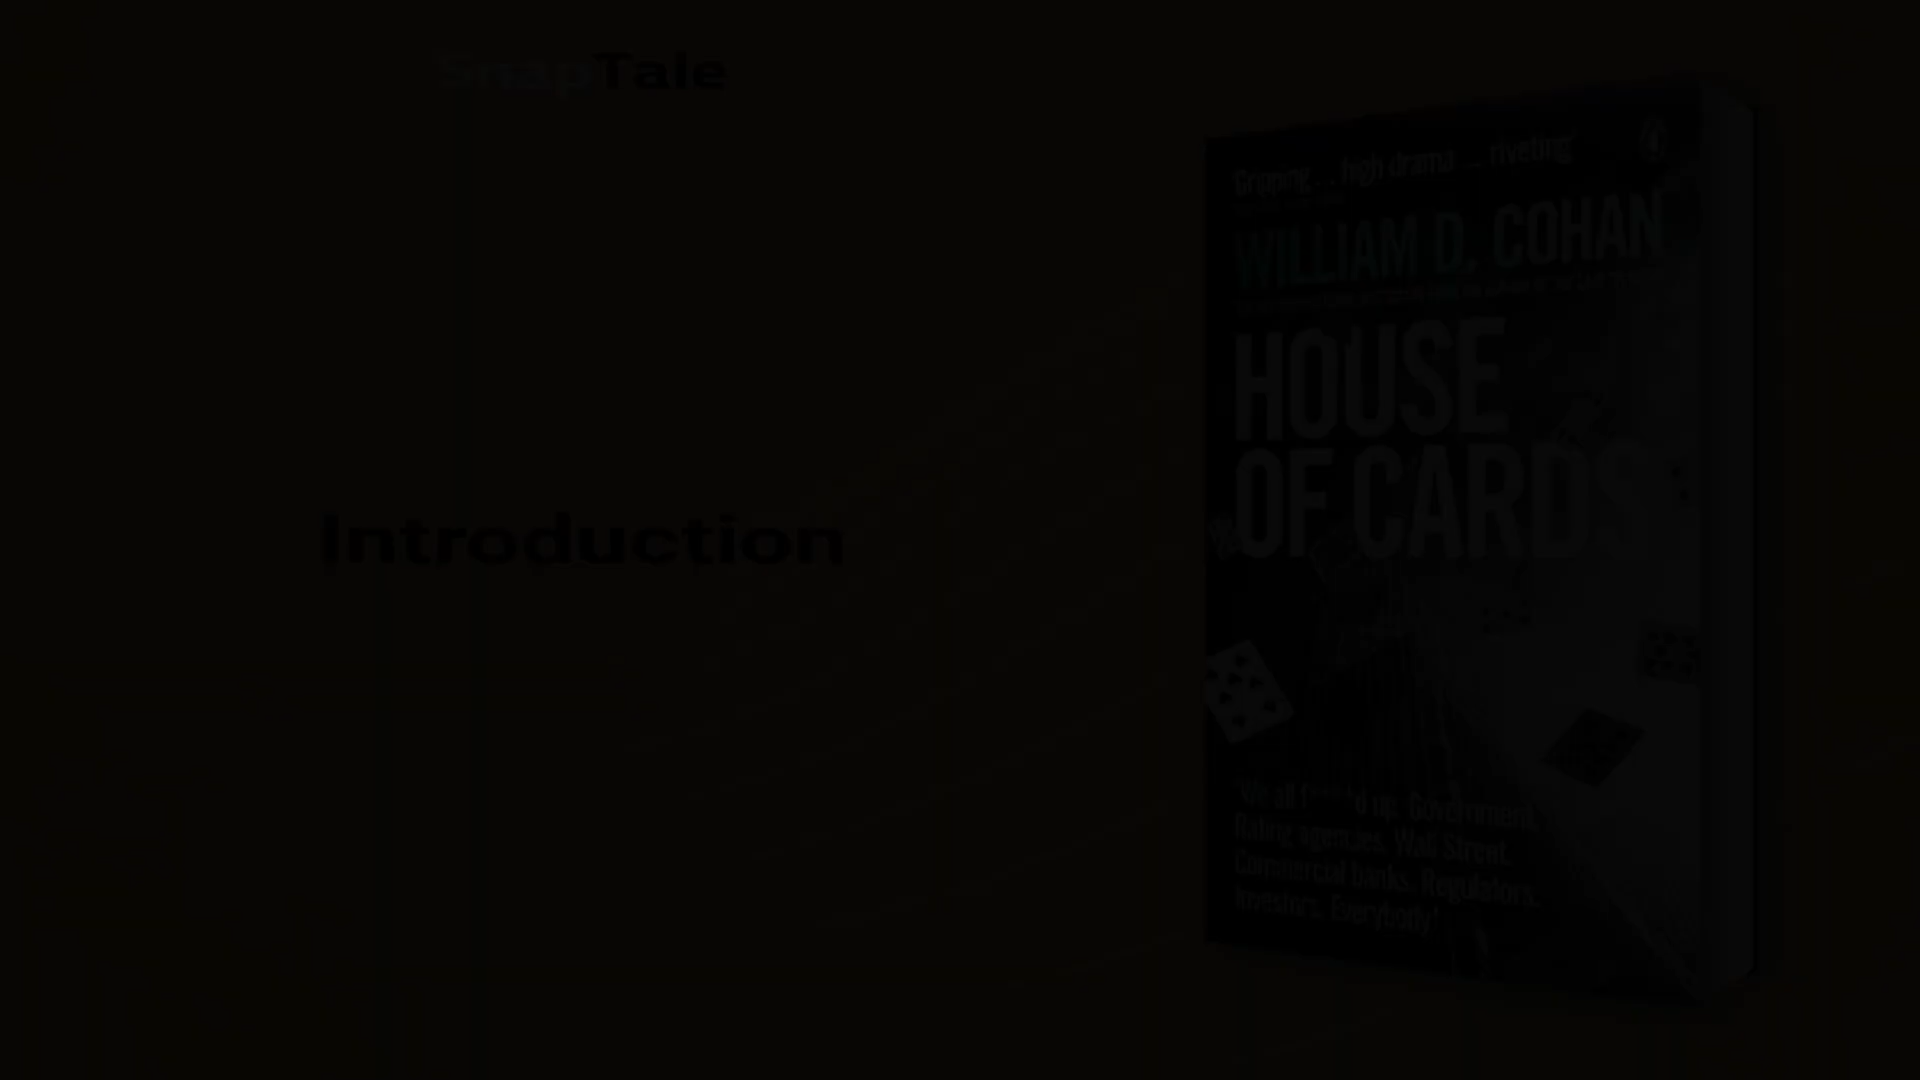 SnapTale
Introduction
Gripping... high drama... riveting
WILLIAM D. COHAN
HOUSE
OF CARDS
'We all f****d up. Government.
Rating agencies. Wall Street.
Commercial banks. Regulators.
Investors. Everybody'